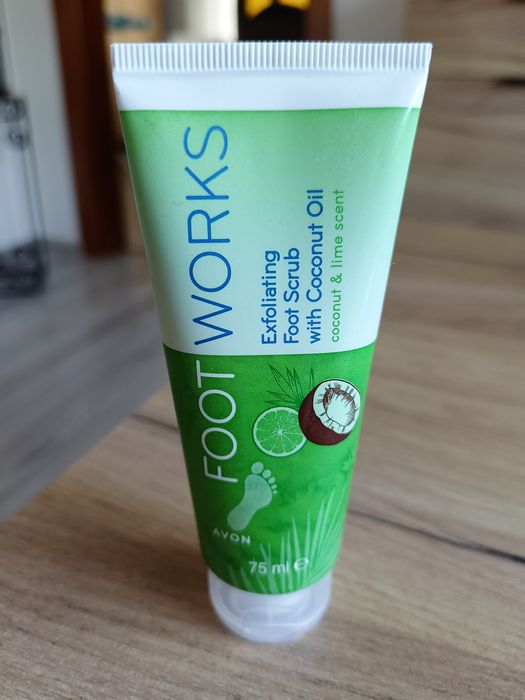 FOOT WORKS
Exfoliating
Foot Scrub
with Coconut Oil
coconut & lime scent
AVON
75 ml ℮